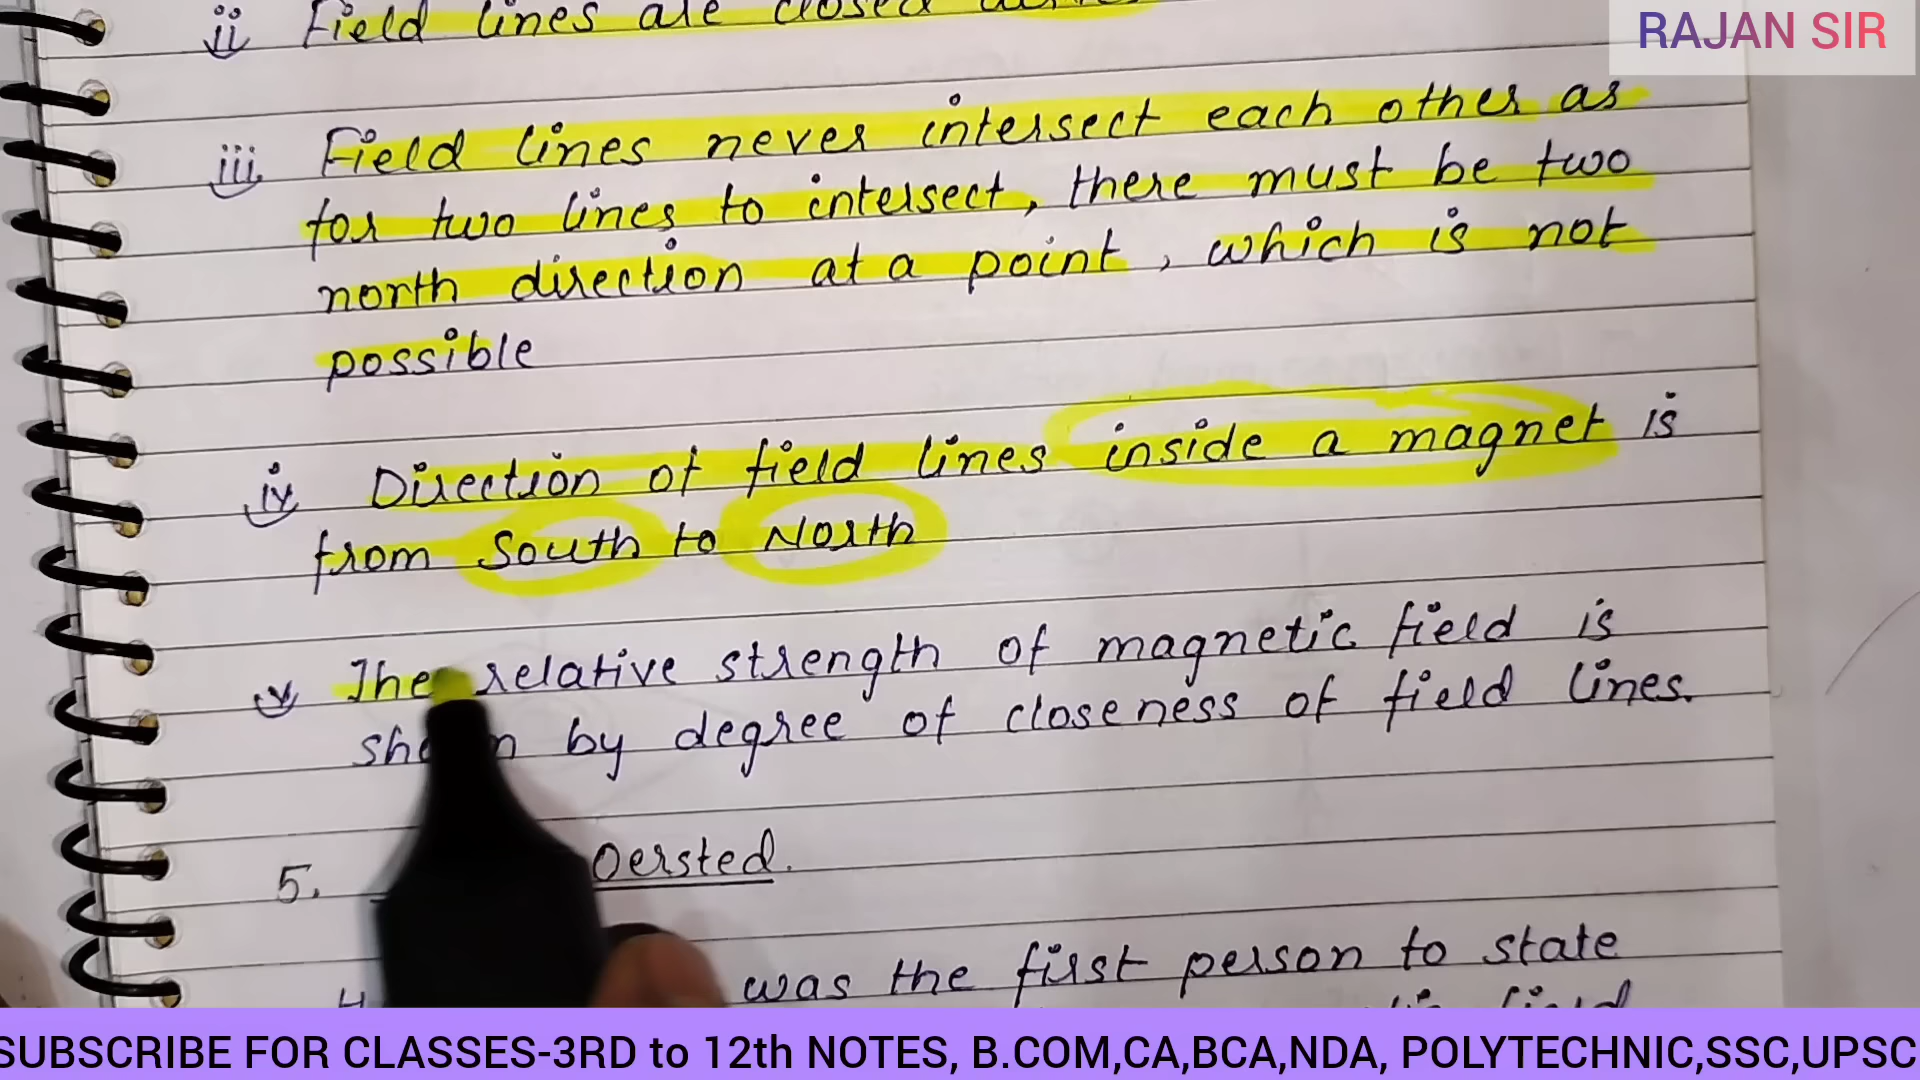 ii Field lines are closed
RAJAN SIR
iii Field lines never intersect each other as
for two lines to intersect, there must be two
north direction at a point, which is not
possible
iv Direction of field lines inside a magnet is
from South to North
v The relative strength of magnetic field is
by degree of closeness of field lines.
5. Oersted.
was the first person to state
field
SUBSCRIBE FOR CLASSES-3RD to 12th NOTES, B.COM,CA,BCA,NDA, POLYTECHNIC,SSC,UPSC